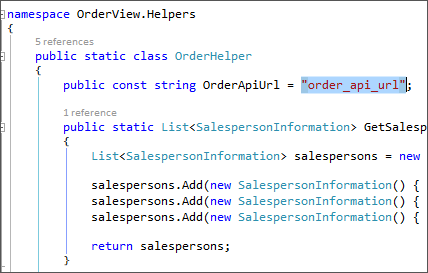 namespace OrderView.Helpers
{
5 references
public static class OrderHelper
{
public const string OrderApiUrl = "order_api_url";
1 reference
public static List<SalespersonInformation> GetSalesp
{
List<SalespersonInformation> salespersons = new
salespersons.Add(new SalespersonInformation() {
salespersons.Add(new SalespersonInformation() {
salespersons.Add(new SalespersonInformation() {
return salespersons;
}